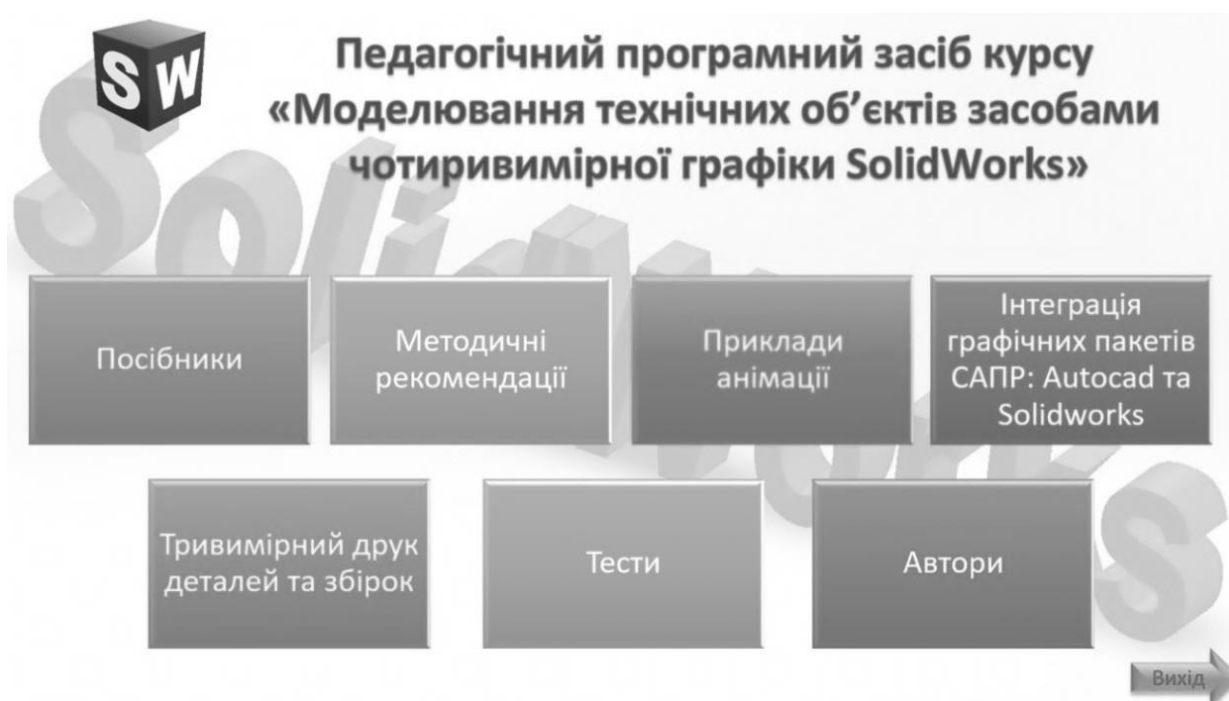 SW
Педагогічний програмний засіб курсу
«Моделювання технічних об’єктів засобами
чотиривимірної графіки SolidWorks»
SolidWorks
Посібники
Методичні
рекомендації
Приклади
анімації
Інтеграція
графічних пакетів
САПР: Autocad та
Solidworks
Тривимірний друк
деталей та збірок
Тести
Автори
Вихід